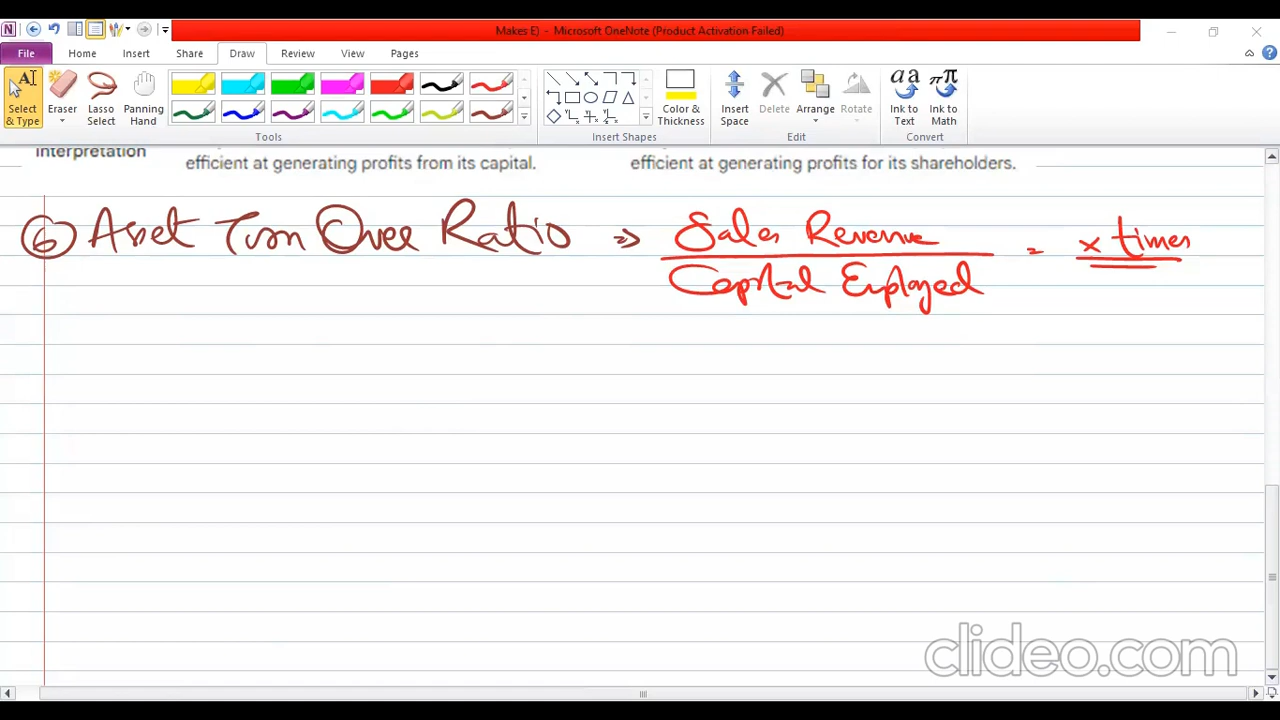 Makes E) - Microsoft OneNote (Product Activation Failed)
File Home Insert Share Draw Review View Pages
Select & Type
Eraser
Lasso Select
Panning Hand
Color & Thickness
Insert Space
Delete
Arrange
Rotate
Ink to Text
Ink to Math
Tools
Insert Shapes
Edit
Convert
interpretation
efficient at generating profits from its capital.
efficient at generating profits for its shareholders.
⑥ Asset Turn Over Ratio ⇒ Sales Revenue
Capital Employed
= x times
clideo.com